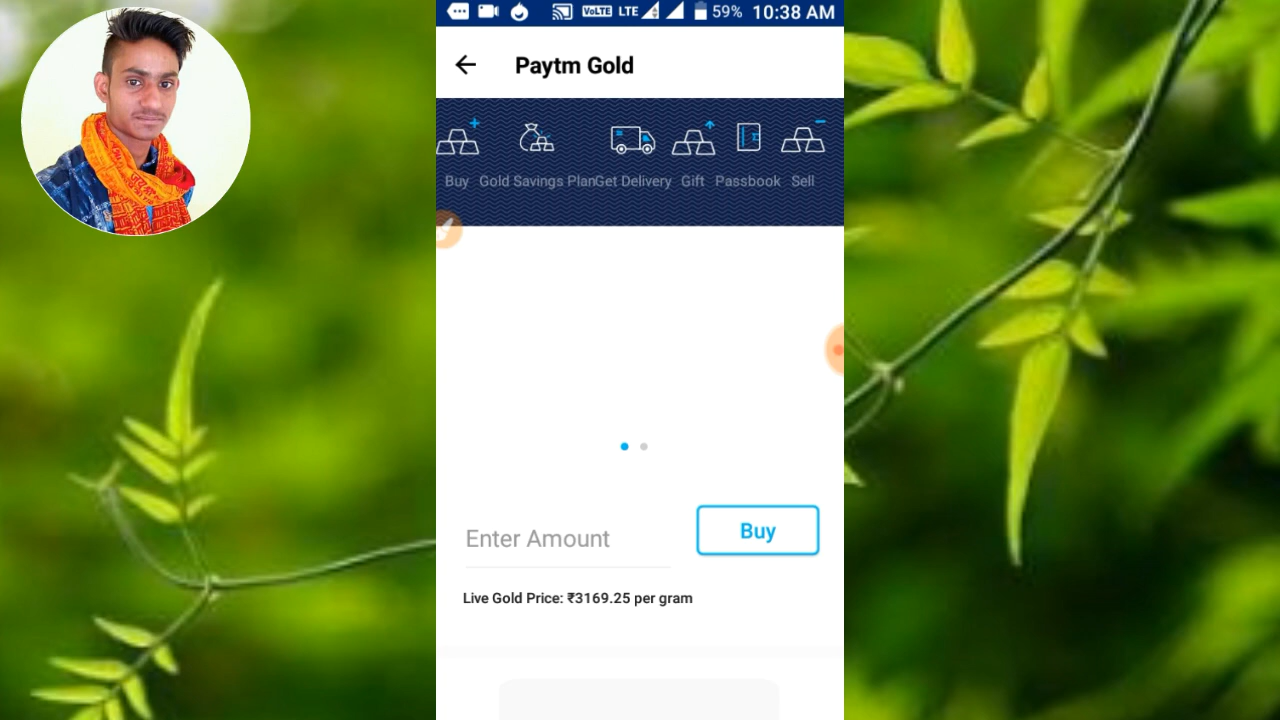 VoLTE LTE 59% 10:38 AM
Paytm Gold
Buy Gold Savings Plan Get Delivery Gift Passbook Sell
Enter Amount Buy
Live Gold Price: ₹3169.25 per gram